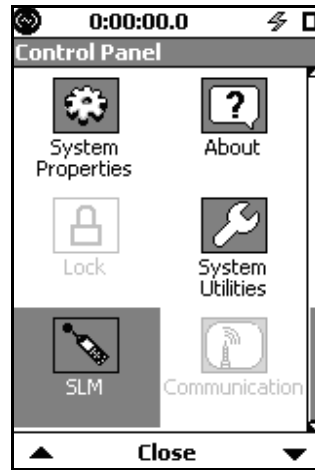 0:00:00.0
Control Panel
System
Properties
About
?
Lock
System
Utilities
SLM
Communication
Close